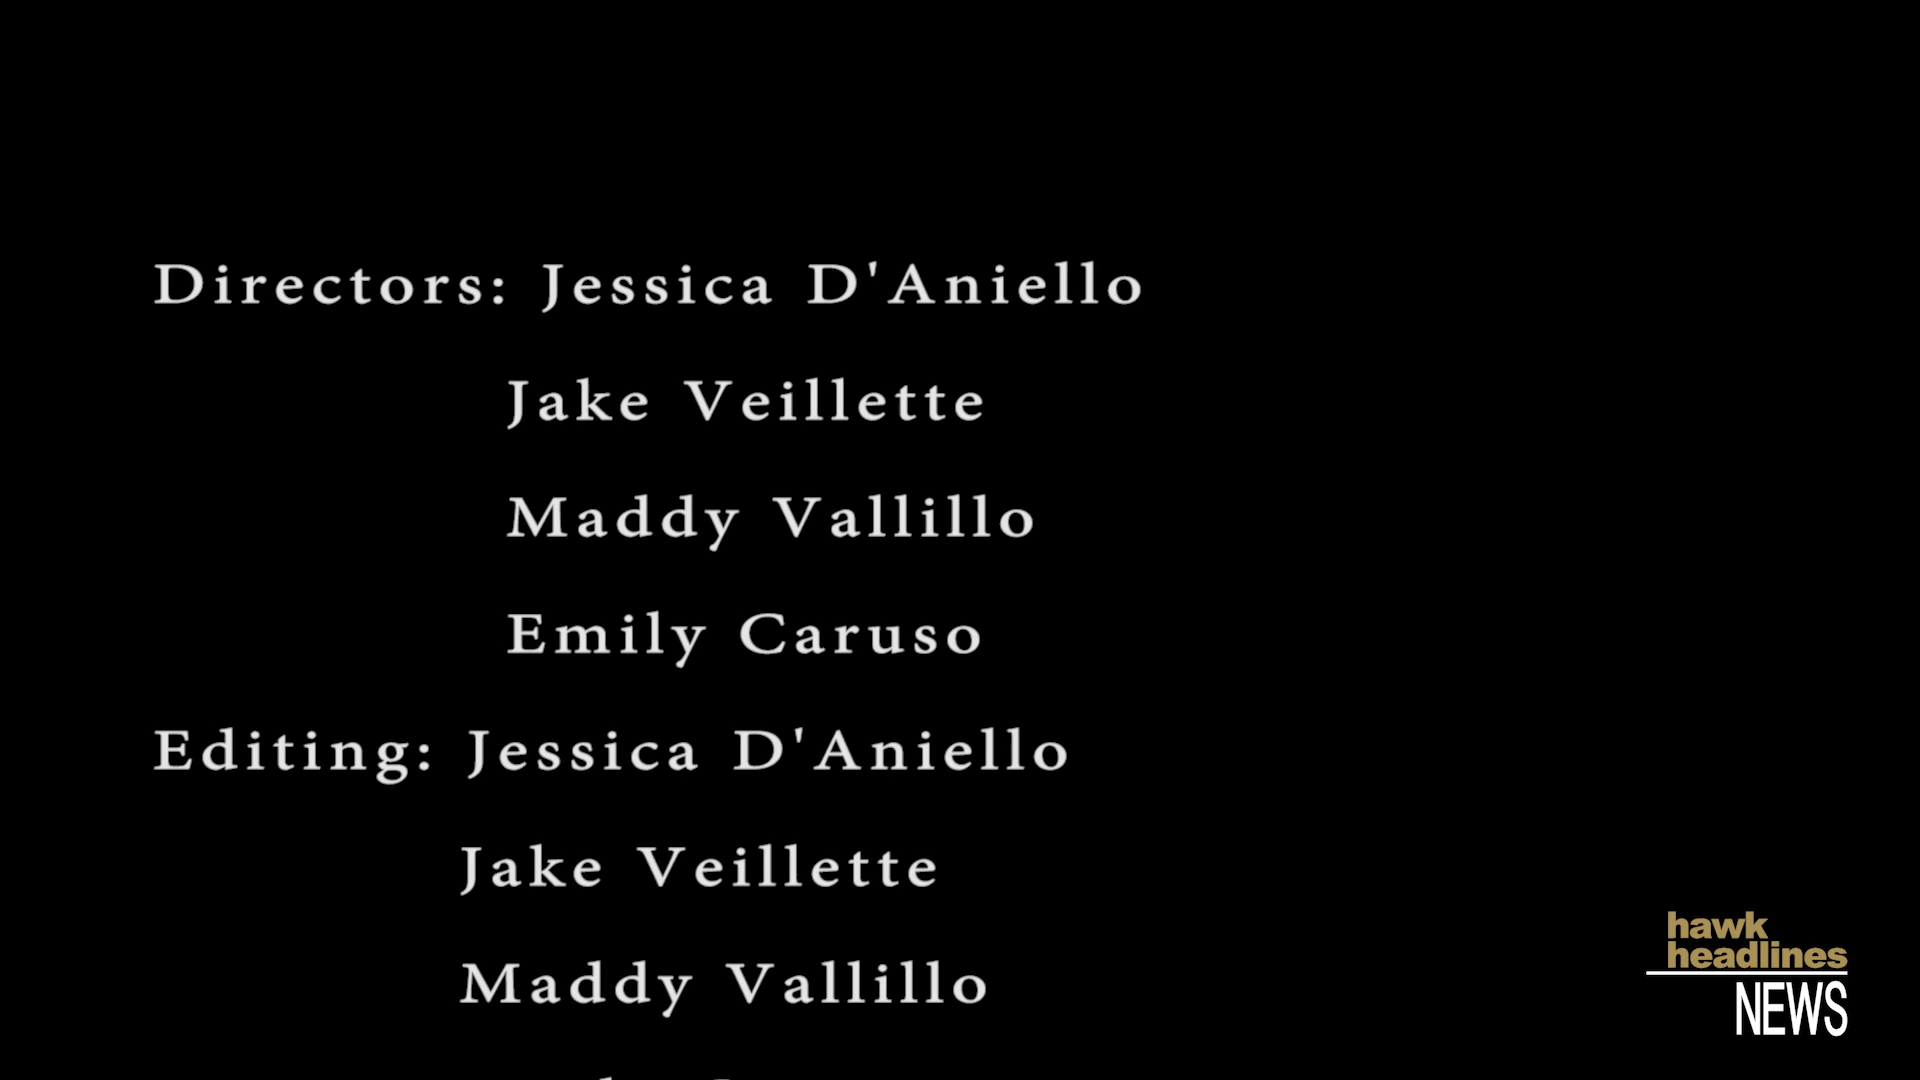 Directors: Jessica D'Aniello
Jake Veillette
Maddy Vallillo
Emily Caruso
Editing: Jessica D'Aniello
Jake Veillette
Maddy Vallillo
hawk
headlines
NEWS